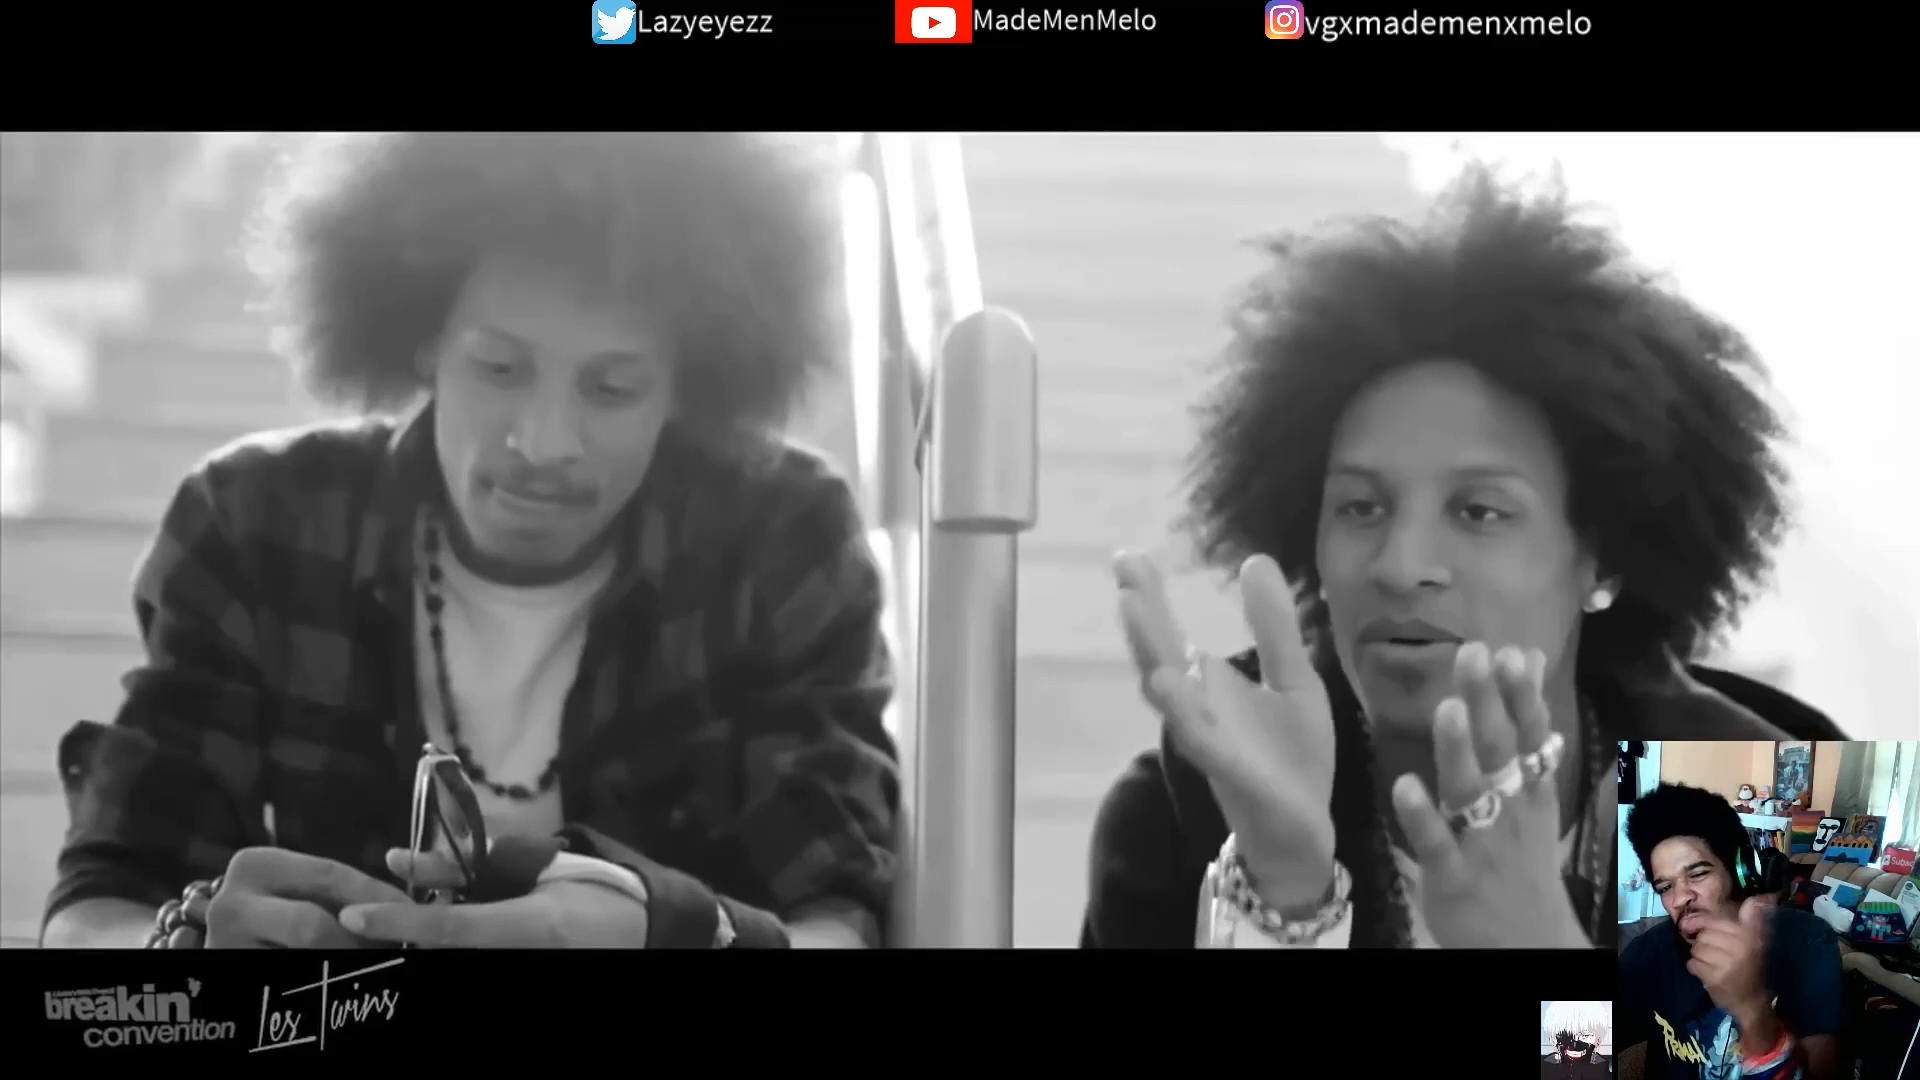 Lazyeyezz
MadeMenMelo
vgxmademenxmelo
breakin'
convention
Les Twins